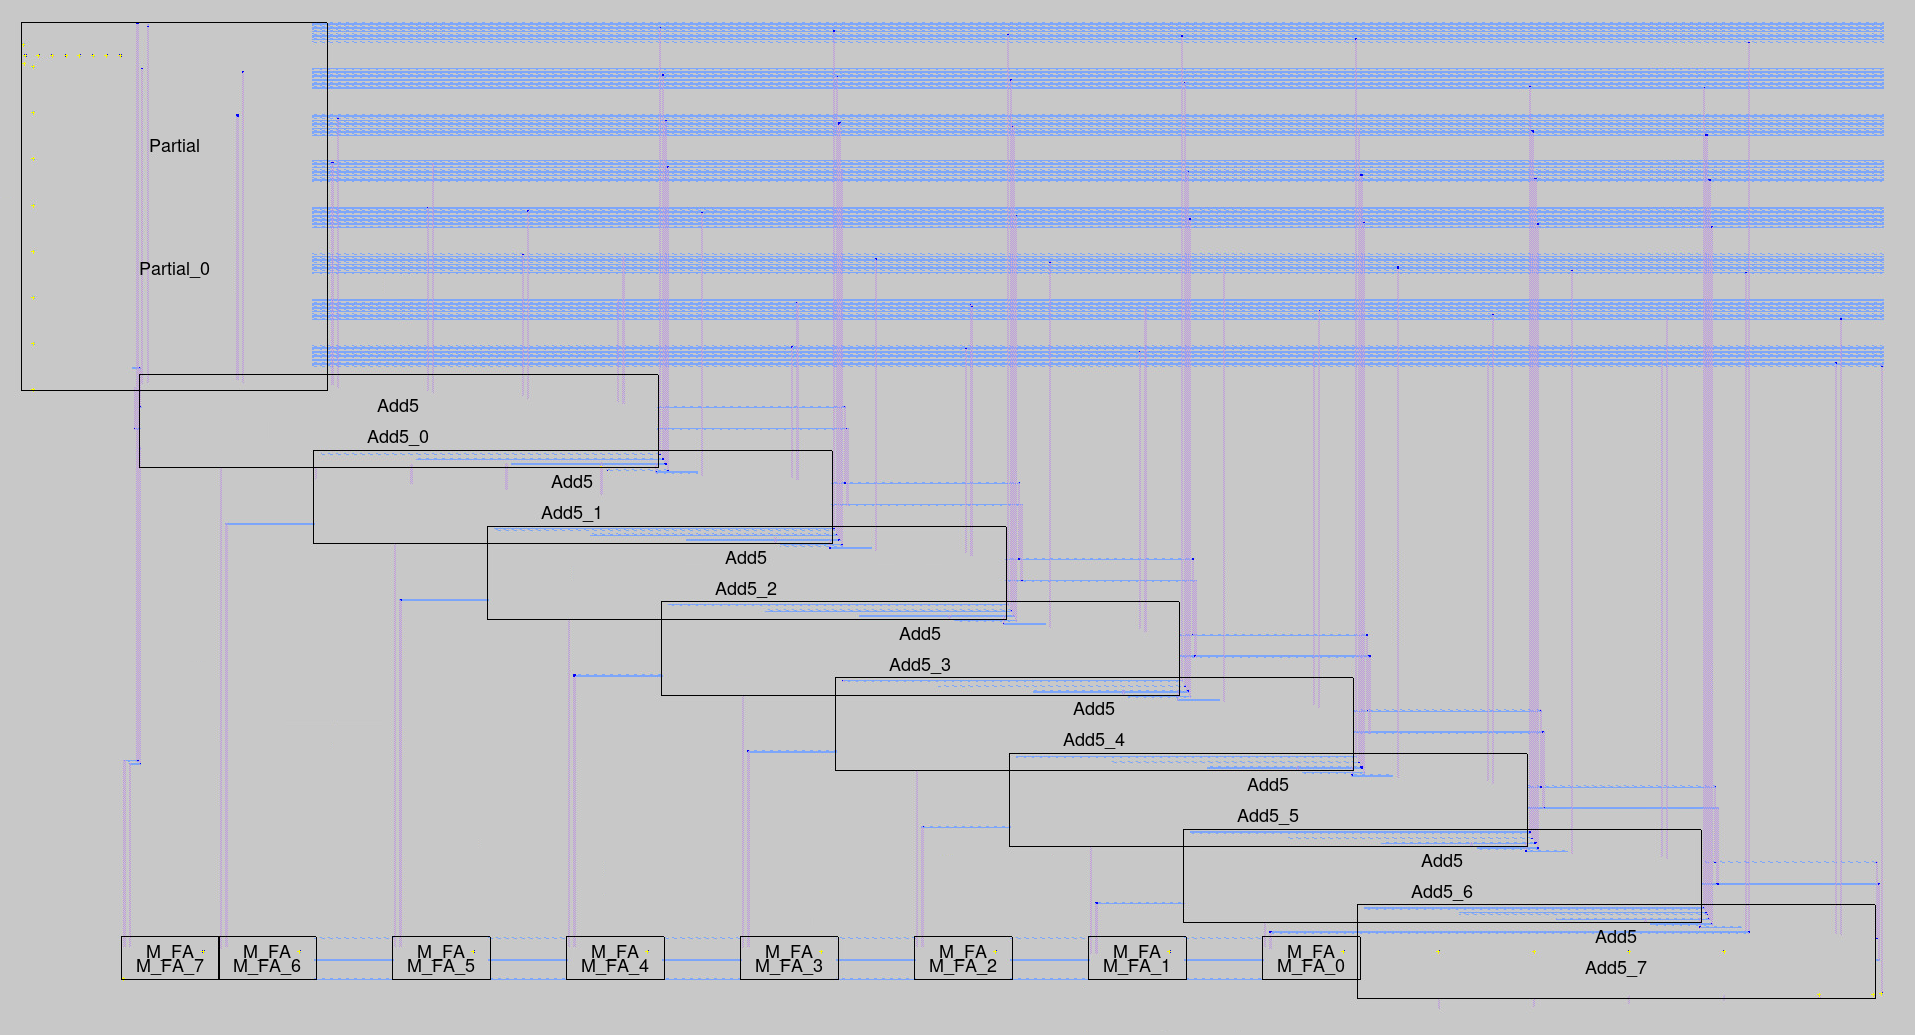 Partial
Partial_0
Add5
Add5_0
Add5
Add5_1
Add5
Add5_2
Add5
Add5_3
Add5
Add5_4
Add5
Add5_5
Add5
Add5_6
Add5
Add5_7
M_FA
M_FA_7
M_FA
M_FA_6
M_FA
M_FA_5
M_FA
M_FA_4
M_FA
M_FA_3
M_FA
M_FA_2
M_FA
M_FA_1
M_FA
M_FA_0